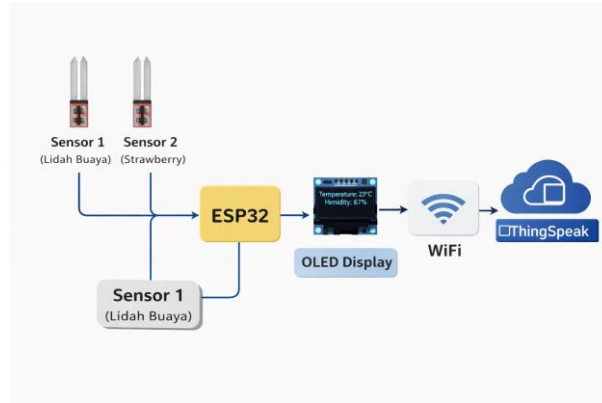 Sensor 1
(Lidah Buaya)
Sensor 2
(Strawberry)
ESP32
Temperature: 23°C
Hemidity: 67%
OLED Display
WiFi
ThingSpeak
Sensor 1
(Lidah Buaya)